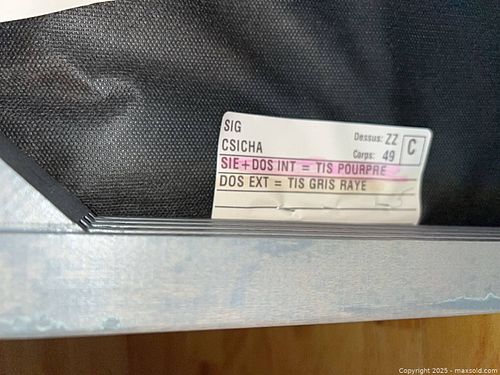 SIG
Dessus: ZZ
C
CSICHA
Corps: 49
SIE+DOS INT = TIS POURPRE
DOS EXT = TIS GRIS RAYE
Copyright © 2025 - maxsold.com